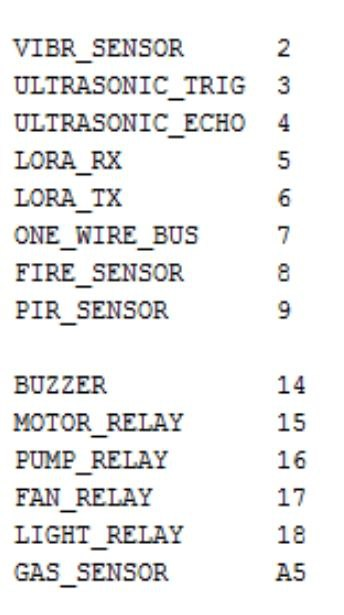 VIBR_SENSOR 2
ULTRASONIC_TRIG 3
ULTRASONIC_ECHO 4
LORA_RX 5
LORA_TX 6
ONE_WIRE_BUS 7
FIRE_SENSOR 8
PIR_SENSOR 9
BUZZER 14
MOTOR_RELAY 15
PUMP_RELAY 16
FAN_RELAY 17
LIGHT_RELAY 18
GAS_SENSOR A5